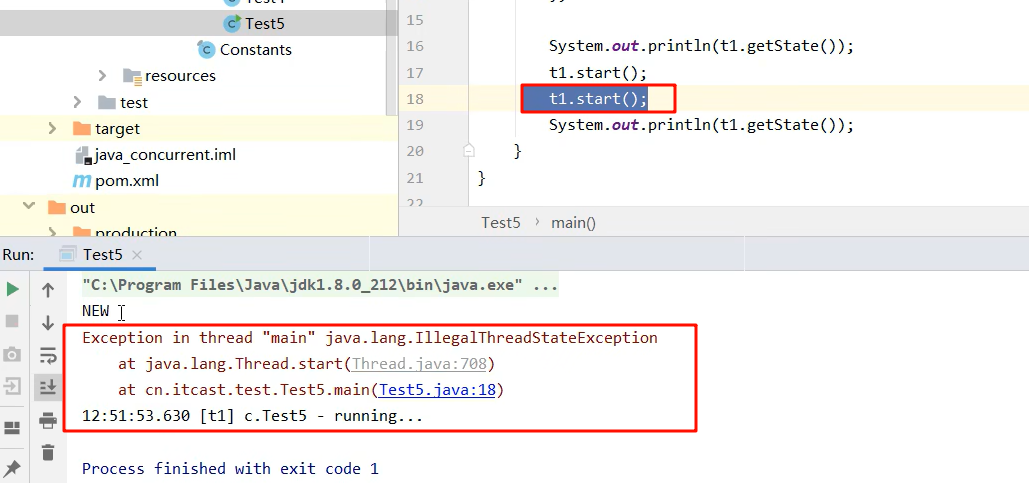 Test5
Constants
resources
test
target
java_concurrent.iml
pom.xml
out
production
15
16 System.out.println(t1.getState());
17 t1.start();
18 t1.start();
19 System.out.println(t1.getState());
20 }
21 }
22
Test5 › main()
Run: Test5 ×
"C:\Program Files\Java\jdk1.8.0_212\bin\java.exe" ...
NEW
Exception in thread "main" java.lang.IllegalThreadStateException
at java.lang.Thread.start(Thread.java:708)
at cn.itcast.test.Test5.main(Test5.java:18)
12:51:53.630 [t1] c.Test5 - running...
Process finished with exit code 1